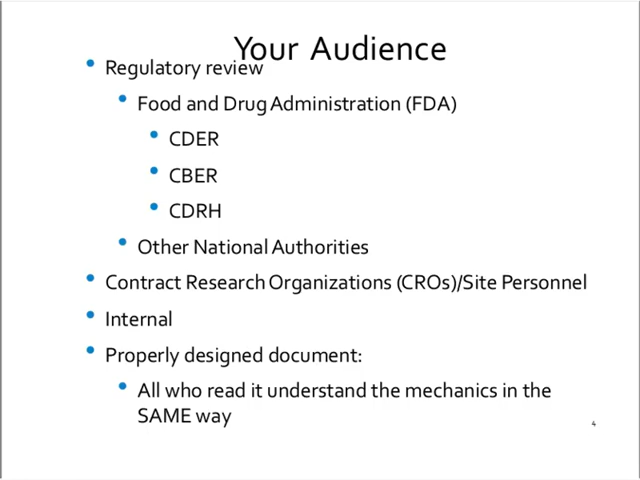 Your Audience
Regulatory review
Food and Drug Administration (FDA)
CDER
CBER
CDRH
Other National Authorities
Contract Research Organizations (CROs)/Site Personnel
Internal
Properly designed document:
All who read it understand the mechanics in the
SAME way
4